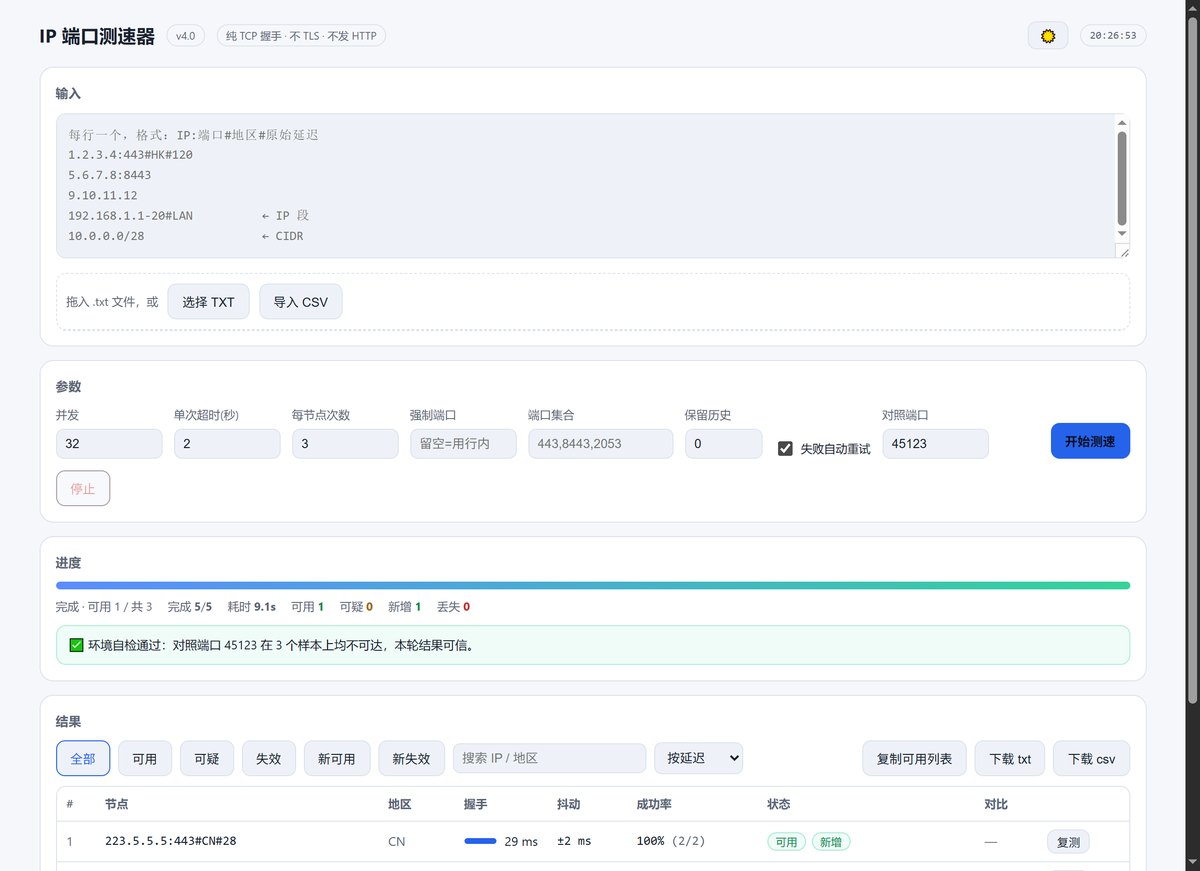 IP 端口测速器 v4.0 纯 TCP 握手 · 不 TLS · 不发 HTTP 20:26:53
输入
每行一个，格式：IP:端口#地区#原始延迟
1.2.3.4:443#HK#120
5.6.7.8:8443
9.10.11.12
192.168.1.1-20#LAN ← IP 段
10.0.0.0/28 ← CIDR
拖入 .txt 文件，或 选择 TXT 导入 CSV
参数
并发 单次超时(秒) 每节点次数 强制端口 端口集合 保留历史 对照端口
32 2 3 留空=用行内 443,8443,2053 0 失败自动重试 45123 开始测速
停止
进度
完成 · 可用 1 / 共 3 完成 5/5 耗时 9.1s 可用 1 可疑 0 新增 1 丢失 0
环境自检通过：对照端口 45123 在 3 个样本上均不可达，本轮结果可信。
结果
全部 可用 可疑 失效 新可用 新失效 搜索 IP / 地区 按延迟 复制可用列表 下载 txt 下载 csv
# 节点 地区 握手 抖动 成功率 状态 对比
1 223.5.5.5:443#CN#28 CN 29 ms ±2 ms 100% (2/2) 可用 新增 — 复测